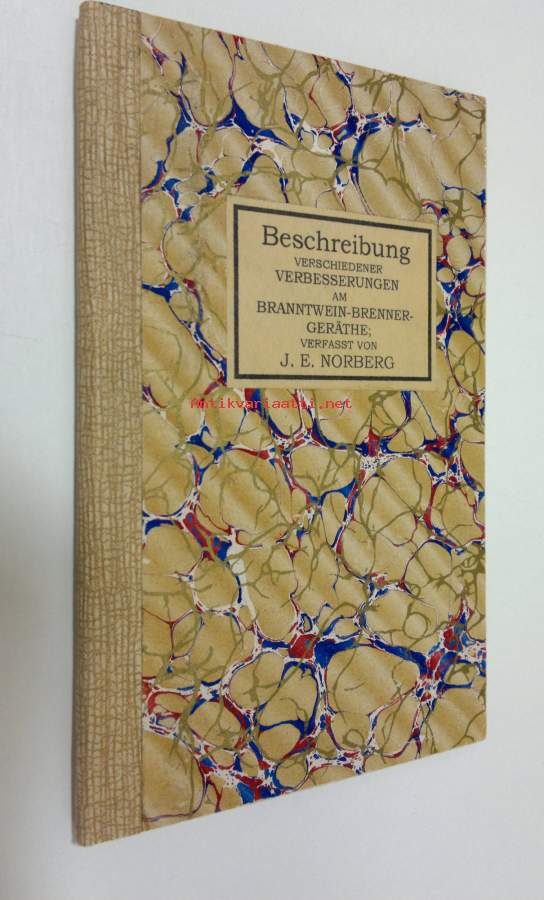 Beschreibung
VERSCHIEDENER
VERBESSERUNGEN
AM
BRANNTWEIN-BRENNER-
GERÄTHE;
VERFASST VON
J. E. NORBERG
Antikvariaatti.net